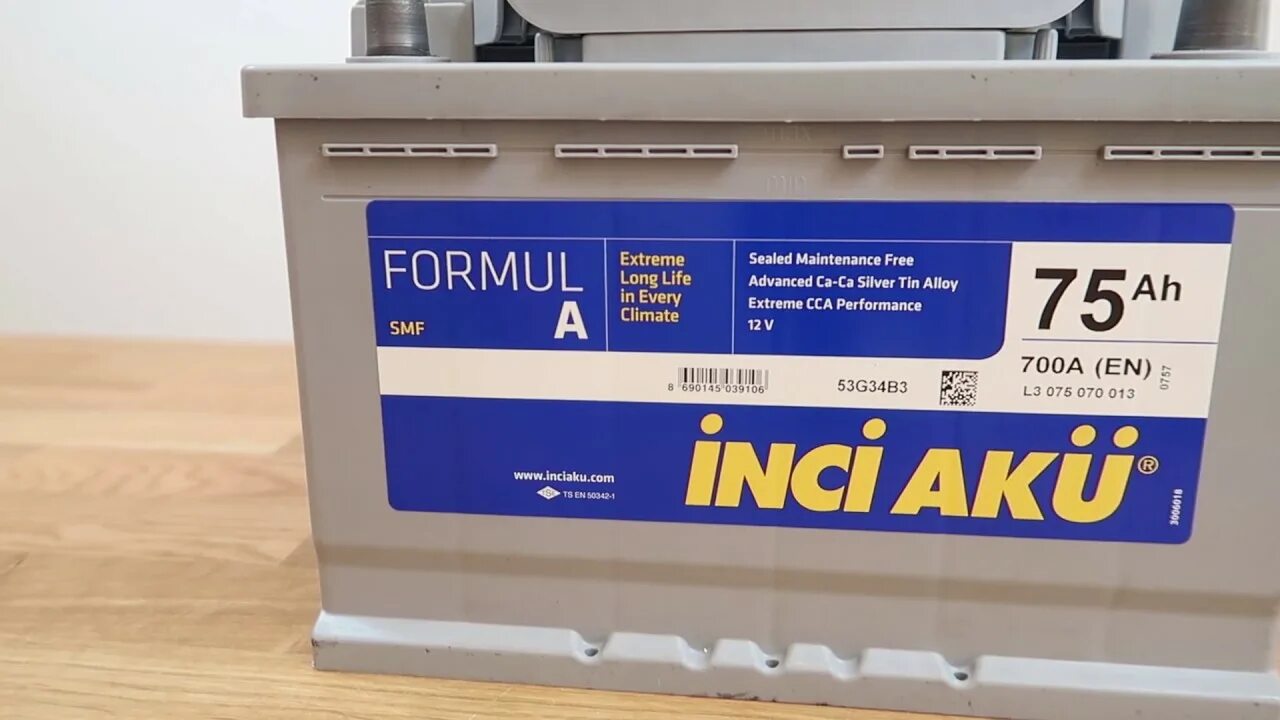 MAX
MIN
FORMUL
A
SMF
Extreme
Long Life
in Every
Climate
Sealed Maintenance Free
Advanced Ca-Ca Silver Tin Alloy
Extreme CCA Performance
12 V
75 Ah
700A (EN)
L3 075 070 013
0757
8 690145 039106
53G34B3
İNCİ AKÜ®
www.inciaku.com
TSE TS EN 50342-1
3006018